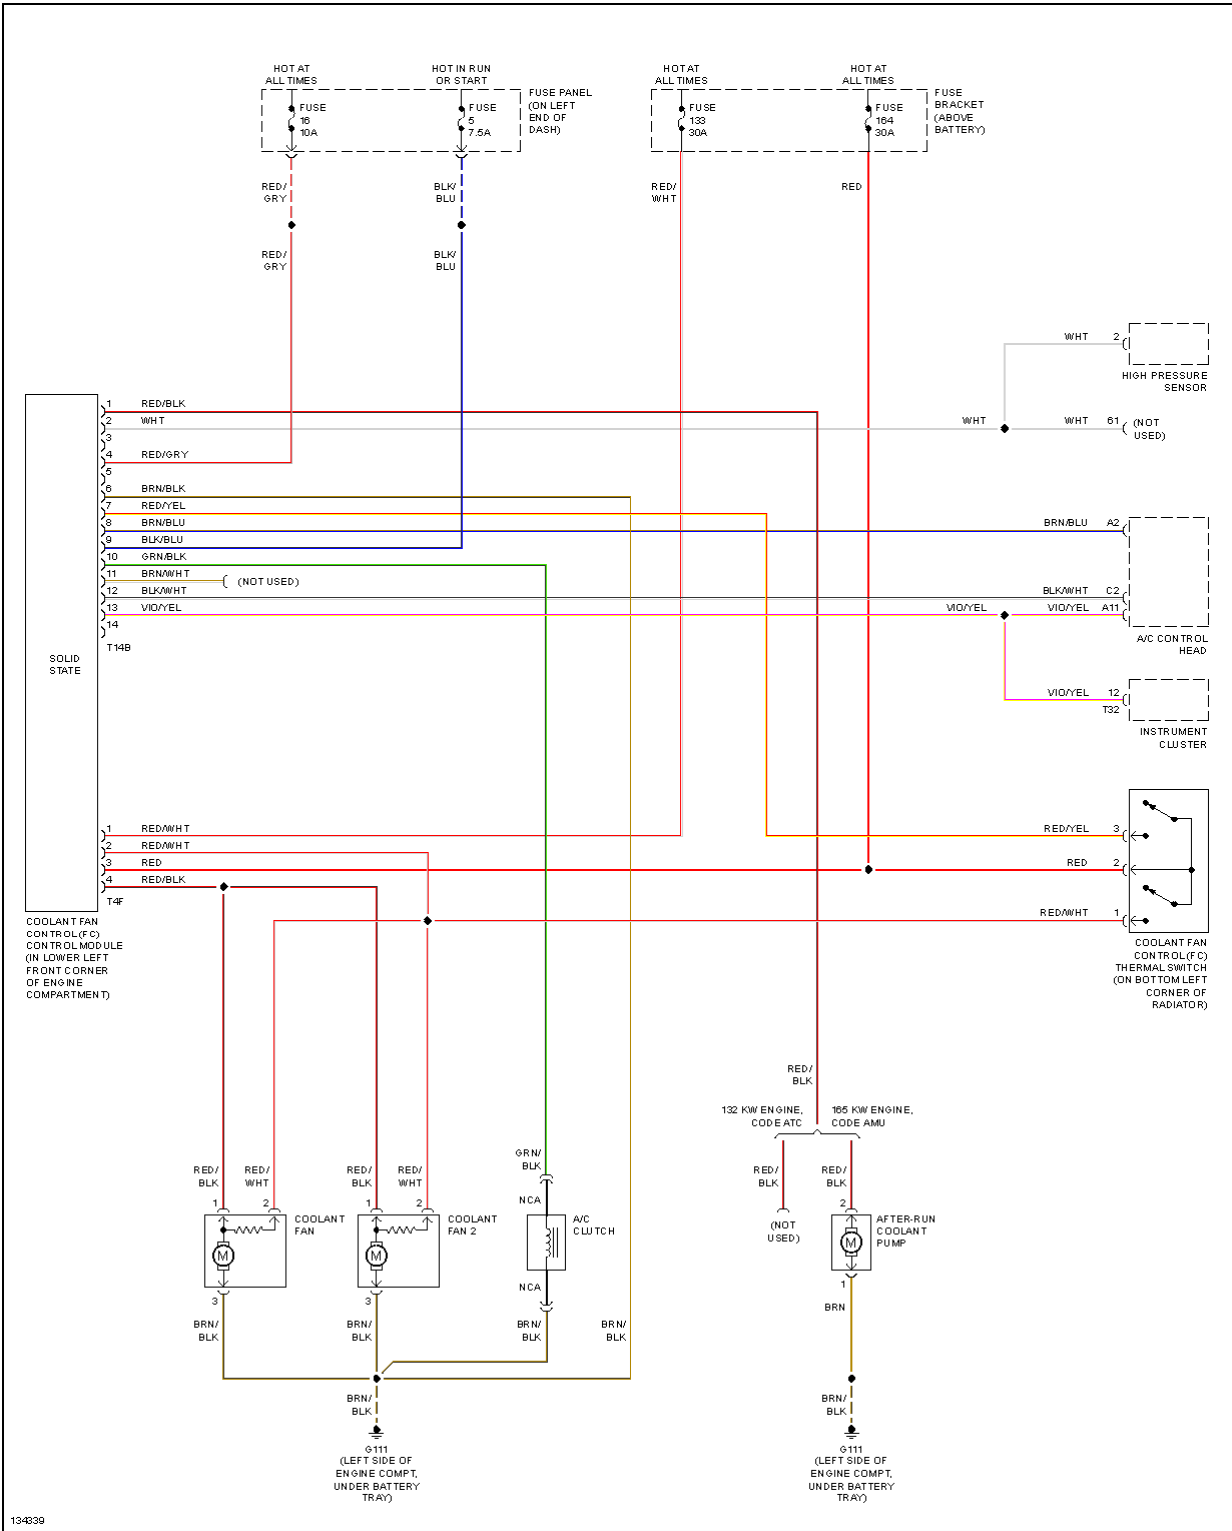 HOT AT
ALL TIMES
HOT IN RUN
OR START
HOT AT
ALL TIMES
HOT AT
ALL TIMES
FUSE
16
10A
FUSE
5
7.5A
FUSE PANEL
(ON LEFT
END OF
DASH)
FUSE
133
30A
FUSE
164
30A
FUSE
BRACKET
(ABOVE
BATTERY)
RED/
GRY
BLK/
BLU
RED/
WHT
RED
RED/
GRY
BLK/
BLU
WHT 2
HIGH PRESSURE
SENSOR
1 RED/BLK
2 WHT
WHT
WHT 61 (NOT
USED)
3
4 RED/GRY
5
6 BRN/BLK
7 RED/YEL
8 BRN/BLU
BRN/BLU A2
9 BLK/BLU
10 GRN/BLK
11 BRN/WHT (NOT USED)
12 BLK/WHT
BLK/WHT C2
13 VIO/YEL
VIO/YEL
VIO/YEL A11
14
T14B
A/C CONTROL
HEAD
SOLID
STATE
VIO/YEL 12
T32
INSTRUMENT
CLUSTER
1 RED/WHT
RED/YEL 3
2 RED/WHT
3 RED
RED 2
4 RED/BLK
T4F
RED/WHT 1
COOLANT FAN
CONTROL (FC)
CONTROL MODULE
(IN LOWER LEFT
FRONT CORNER
OF ENGINE
COMPARTMENT)
COOLANT FAN
CONTROL (FC)
THERMAL SWITCH
(ON BOTTOM LEFT
CORNER OF
RADIATOR)
RED/
BLK
132 KW ENGINE,
CODE ATC
165 KW ENGINE,
CODE AMU
RED/
BLK
RED/
WHT
RED/
BLK
RED/
WHT
GRN/
BLK
RED/
BLK
RED/
BLK
1 2
COOLANT
FAN
M
3
1 2
COOLANT
FAN 2
M
3
NCA
A/C
CLUTCH
NCA
(NOT
USED)
2
AFTER-RUN
COOLANT
PUMP
M
1
BRN
BRN/
BLK
BRN/
BLK
BRN/
BLK
BRN/
BLK
BRN/
BLK
BRN/
BLK
G111
(LEFT SIDE OF
ENGINE COMPT,
UNDER BATTERY
TRAY)
G111
(LEFT SIDE OF
ENGINE COMPT,
UNDER BATTERY
TRAY)
134339